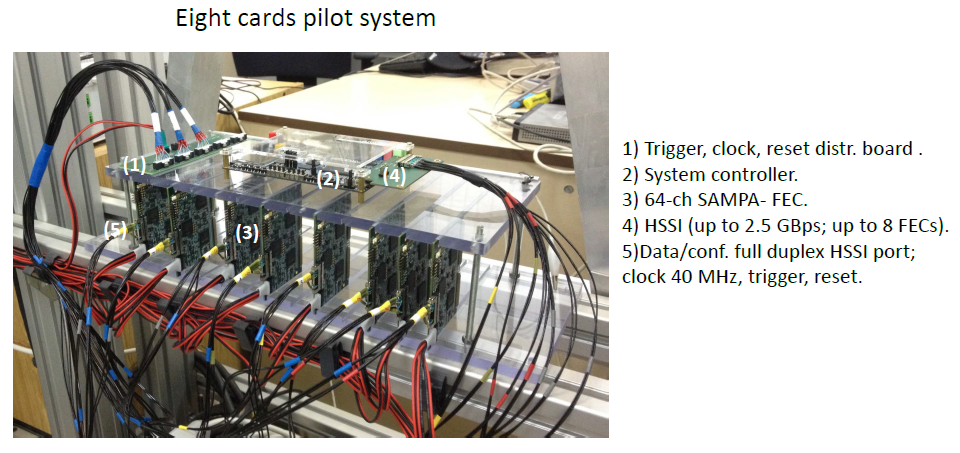 Eight cards pilot system
(1)
(2)
(4)
(5)
(3)
1) Trigger, clock, reset distr. board .
2) System controller.
3) 64-ch SAMPA- FEC.
4) HSSI (up to 2.5 GBps; up to 8 FECs).
5)Data/conf. full duplex HSSI port;
clock 40 MHz, trigger, reset.